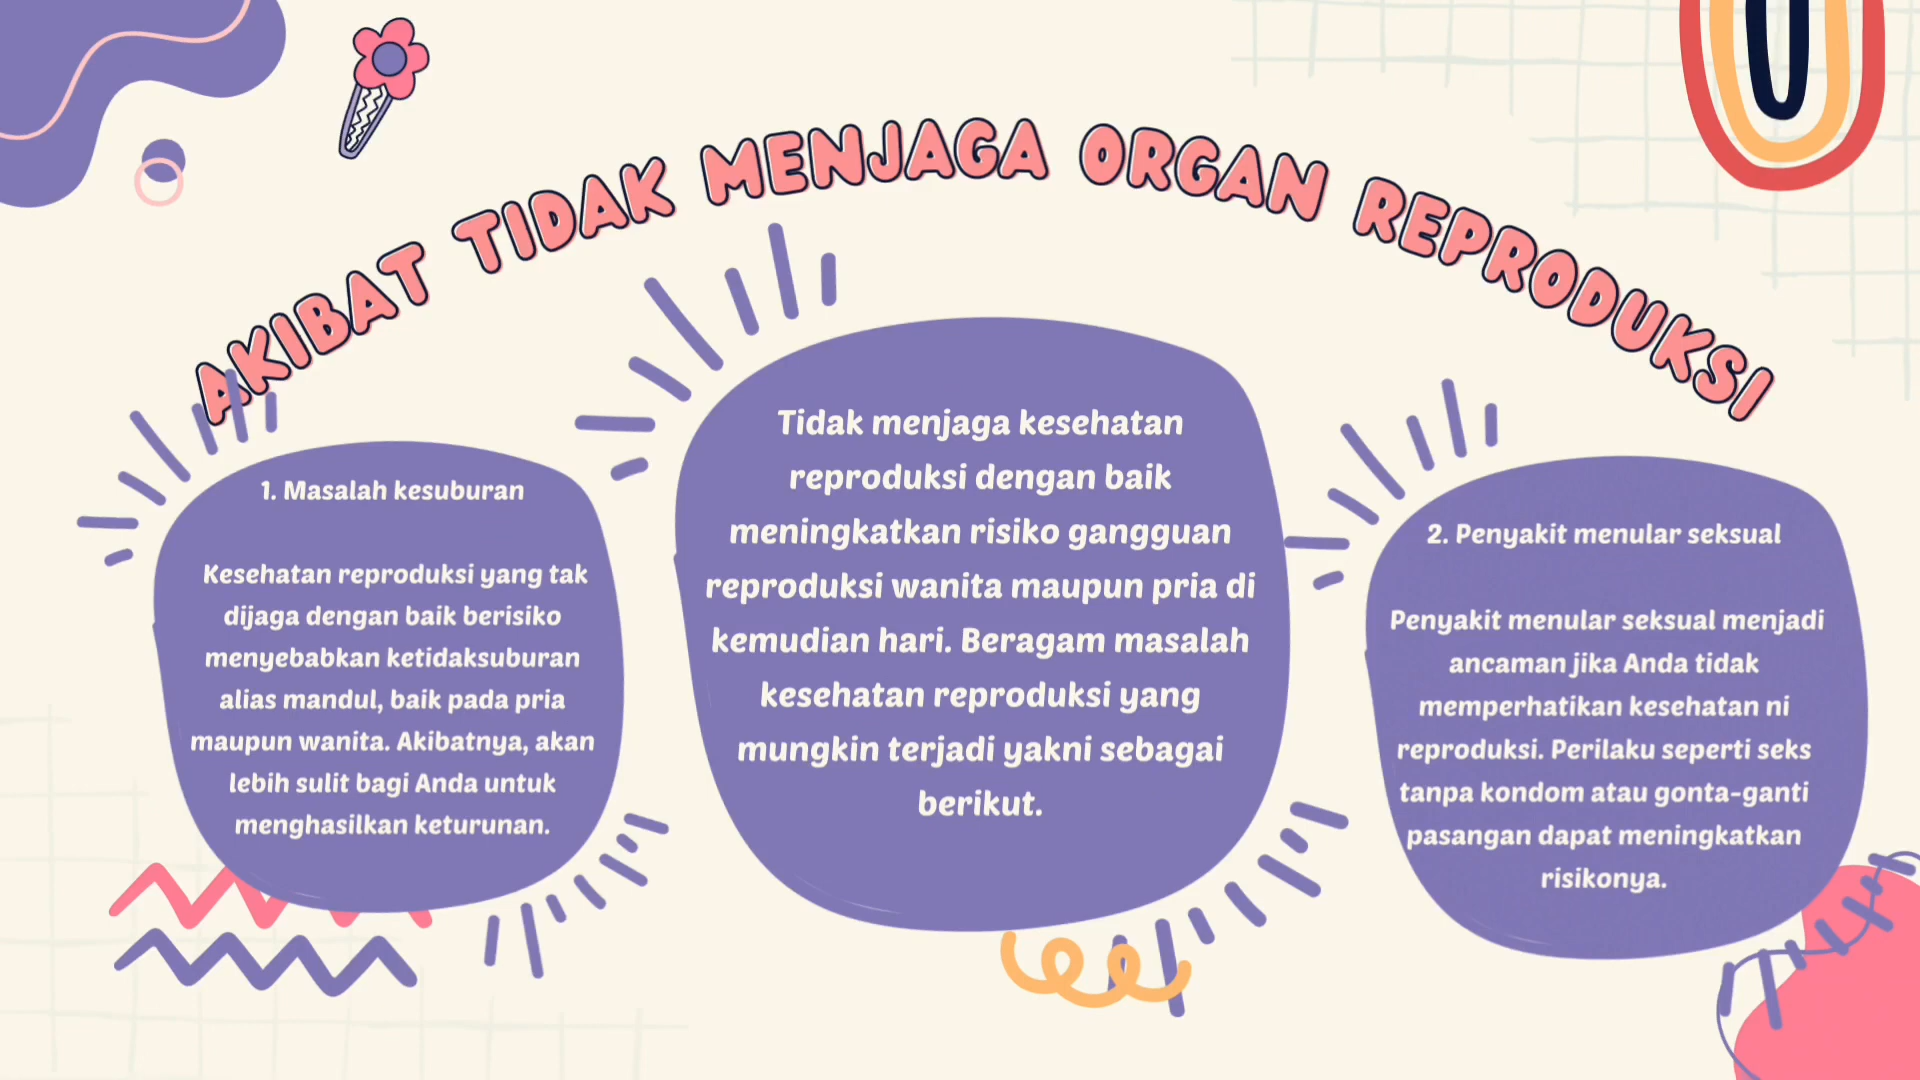 AKIBAT TIDAK MENJAGA ORGAN REPRODUKSI
Tidak menjaga kesehatan
reproduksi dengan baik
meningkatkan risiko gangguan
reproduksi wanita maupun pria di
kemudian hari. Beragam masalah
kesehatan reproduksi yang
mungkin terjadi yakni sebagai
berikut.
1. Masalah kesuburan
Kesehatan reproduksi yang tak
dijaga dengan baik berisiko
menyebabkan ketidaksuburan
alias mandul, baik pada pria
maupun wanita. Akibatnya, akan
lebih sulit bagi Anda untuk
menghasilkan keturunan.
2. Penyakit menular seksual
Penyakit menular seksual menjadi
ancaman jika Anda tidak
memperhatikan kesehatan ni
reproduksi. Perilaku seperti seks
tanpa kondom atau gonta-ganti
pasangan dapat meningkatkan
risikonya.